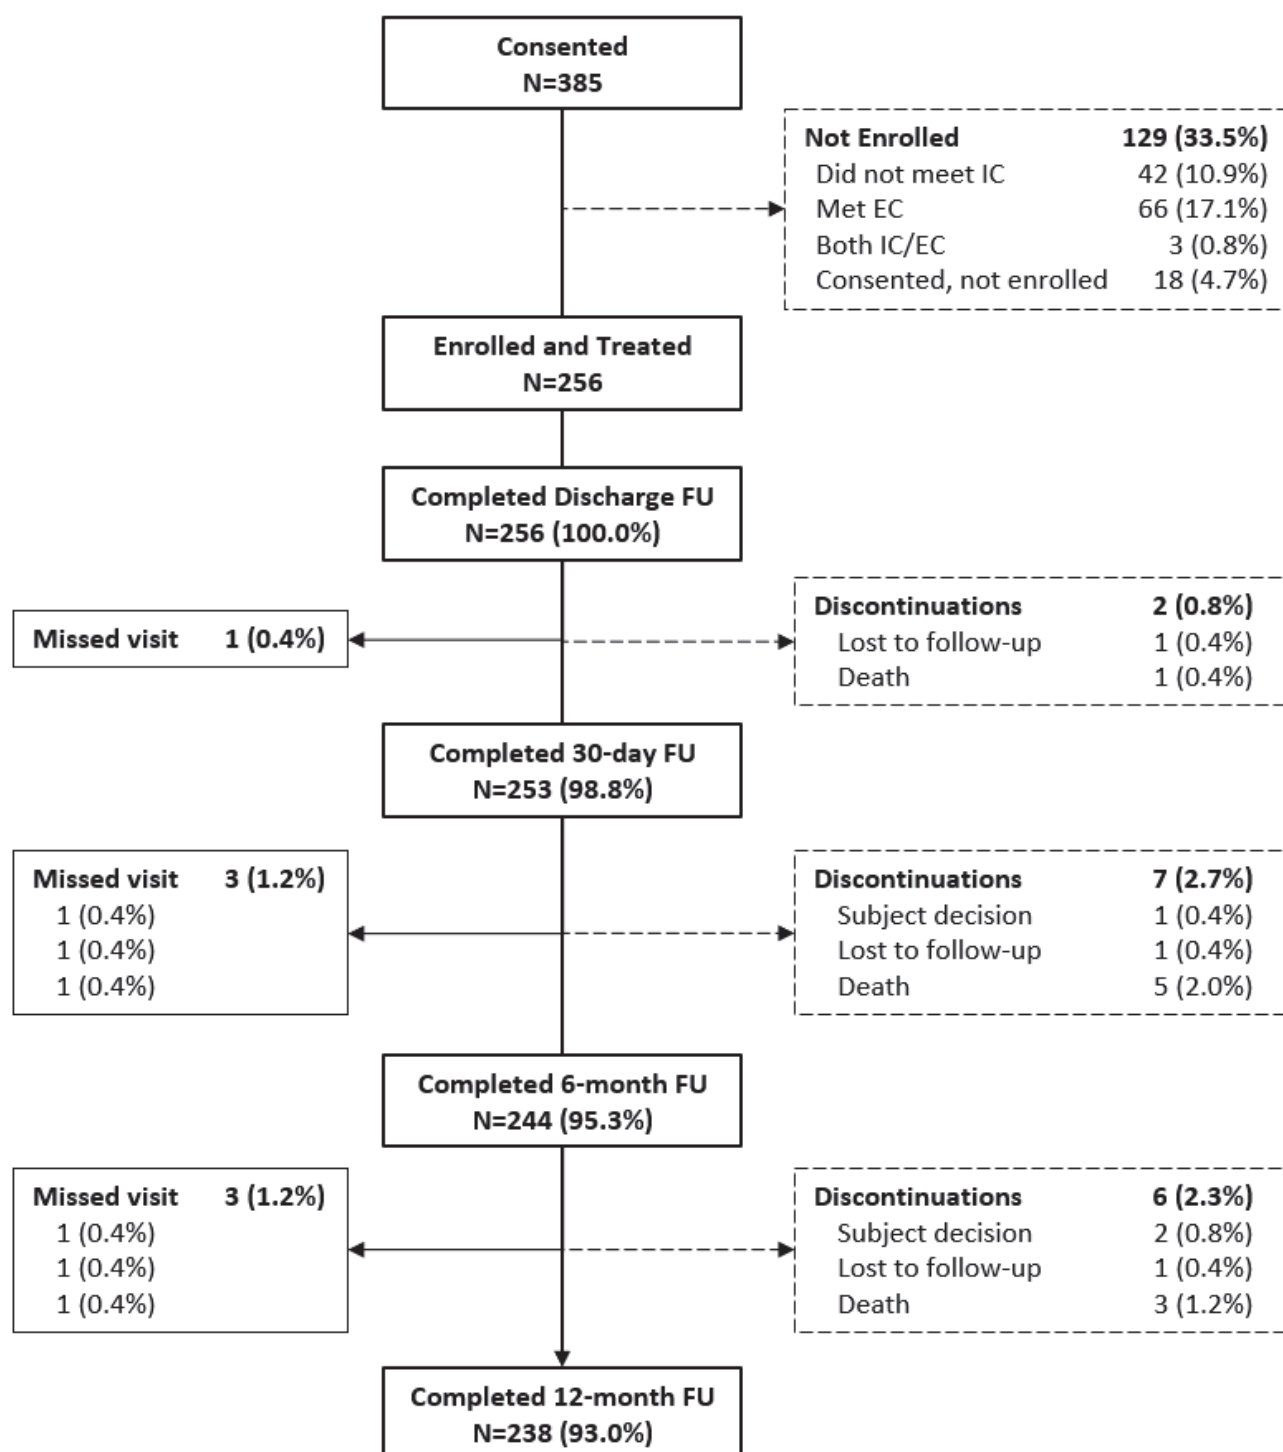 Consented
N=385
Not Enrolled 129 (33.5%)
Did not meet IC 42 (10.9%)
Met EC 66 (17.1%)
Both IC/EC 3 (0.8%)
Consented, not enrolled 18 (4.7%)
Enrolled and Treated
N=256
Completed Discharge FU
N=256 (100.0%)
Missed visit 1 (0.4%)
Discontinuations 2 (0.8%)
Lost to follow-up 1 (0.4%)
Death 1 (0.4%)
Completed 30-day FU
N=253 (98.8%)
Missed visit 3 (1.2%)
1 (0.4%)
1 (0.4%)
1 (0.4%)
Discontinuations 7 (2.7%)
Subject decision 1 (0.4%)
Lost to follow-up 1 (0.4%)
Death 5 (2.0%)
Completed 6-month FU
N=244 (95.3%)
Missed visit 3 (1.2%)
1 (0.4%)
1 (0.4%)
1 (0.4%)
Discontinuations 6 (2.3%)
Subject decision 2 (0.8%)
Lost to follow-up 1 (0.4%)
Death 3 (1.2%)
Completed 12-month FU
N=238 (93.0%)